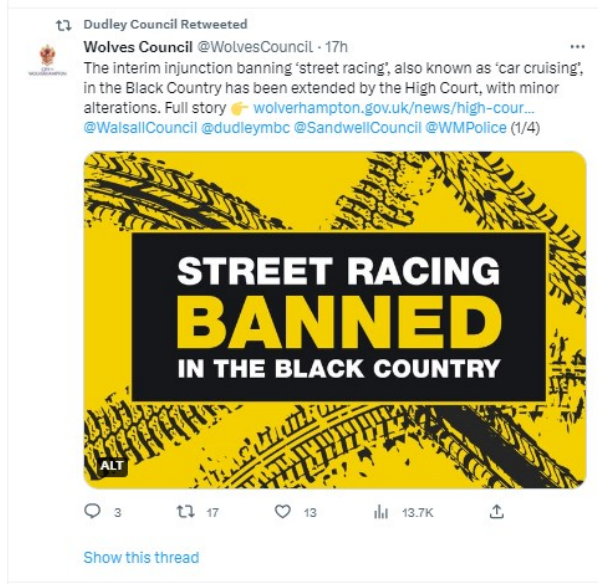 Dudley Council Retweeted
Wolves Council @WolvesCouncil · 17h
The interim injunction banning ‘street racing’, also known as ‘car cruising’,
in the Black Country has been extended by the High Court, with minor
alterations. Full story 👉 wolverhampton.gov.uk/news/high-cour...
@WalsallCouncil @dudleymbc @SandwellCouncil @WMPolice (1/4)
STREET RACING
BANNED
IN THE BLACK COUNTRY
ALT
3 17 13 13.7K
Show this thread